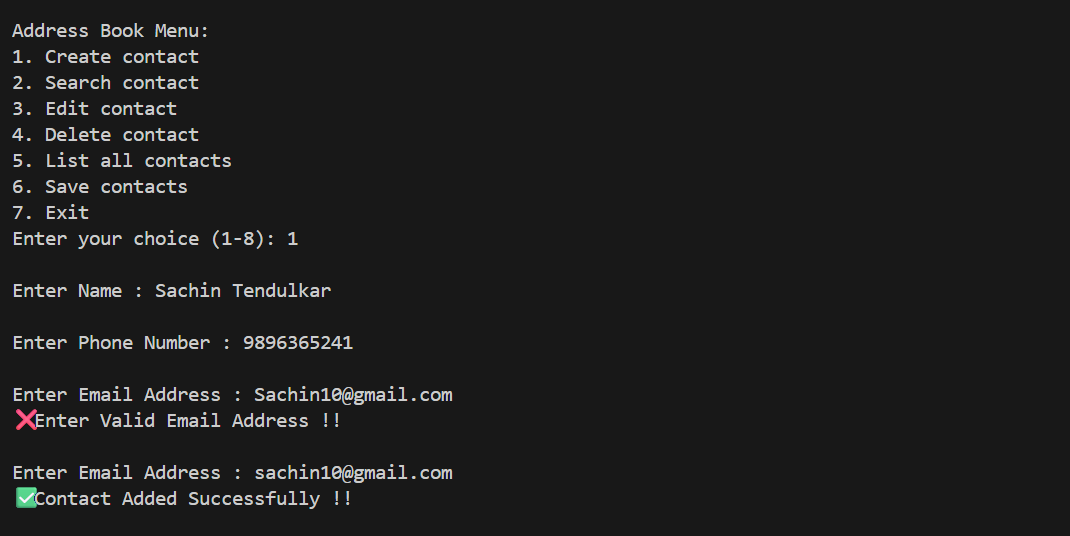 Address Book Menu:
1. Create contact
2. Search contact
3. Edit contact
4. Delete contact
5. List all contacts
6. Save contacts
7. Exit
Enter your choice (1-8): 1
Enter Name : Sachin Tendulkar
Enter Phone Number : 9896365241
Enter Email Address : Sachin10@gmail.com
❌Enter Valid Email Address !!
Enter Email Address : sachin10@gmail.com
✅Contact Added Successfully !!